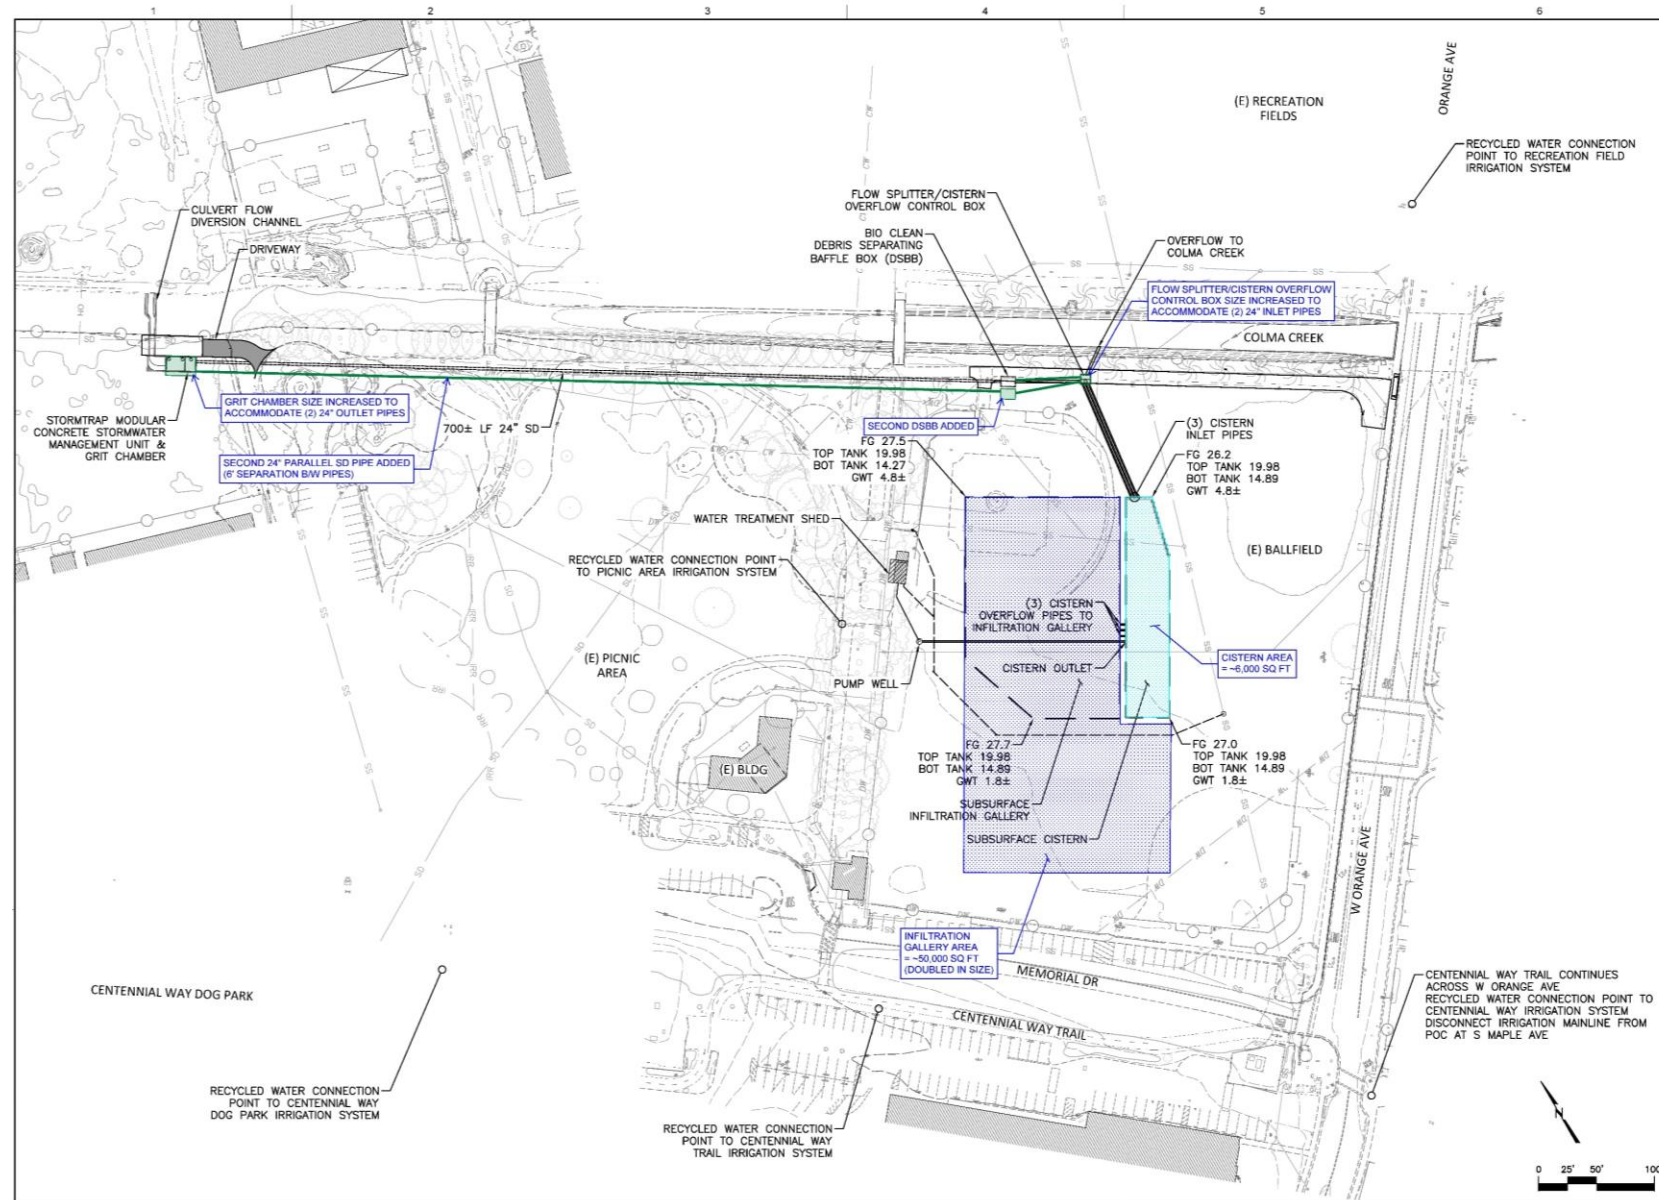 1
2
3
4
5
6
ORANGE AVE
(E) RECREATION
FIELDS
RECYCLED WATER CONNECTION
POINT TO RECREATION FIELD
IRRIGATION SYSTEM
CULVERT FLOW
DIVERSION CHANNEL
DRIVEWAY
FLOW SPLITTER/CISTERN
OVERFLOW CONTROL BOX
BIO CLEAN
DEBRIS SEPARATING
BAFFLE BOX (DSBB)
OVERFLOW TO
COLMA CREEK
FLOW SPLITTER/CISTERN OVERFLOW
CONTROL BOX SIZE INCREASED TO
ACCOMMODATE (2) 24" INLET PIPES
COLMA CREEK
GRIT CHAMBER SIZE INCREASED TO
ACCOMMODATE (2) 24" OUTLET PIPES
STORMTRAP MODULAR
CONCRETE STORMWATER
MANAGEMENT UNIT &
GRIT CHAMBER
700± LF 24" SD
SECOND 24" PARALLEL SD PIPE ADDED
(6' SEPARATION B/W PIPES)
SECOND DSBB ADDED
FG 27.5
TOP TANK 19.98
BOT TANK 14.27
GWT 4.8±
(3) CISTERN
INLET PIPES
FG 26.2
TOP TANK 19.98
BOT TANK 14.89
GWT 4.8±
WATER TREATMENT SHED
RECYCLED WATER CONNECTION POINT
TO PICNIC AREA IRRIGATION SYSTEM
(E) BALLFIELD
(3) CISTERN
OVERFLOW PIPES TO
INFILTRATION GALLERY
CISTERN OUTLET
CISTERN AREA
= ~6,000 SQ FT
(E) PICNIC
AREA
PUMP WELL
FG 27.7
TOP TANK 19.98
BOT TANK 14.89
GWT 1.8±
FG 27.0
TOP TANK 19.98
BOT TANK 14.89
GWT 1.8±
(E) BLDG
SUBSURFACE
INFILTRATION GALLERY
SUBSURFACE CISTERN
W ORANGE AVE
INFILTRATION
GALLERY AREA
= ~50,000 SQ FT
(DOUBLED IN SIZE)
MEMORIAL DR
CENTENNIAL WAY TRAIL
CENTENNIAL WAY DOG PARK
CENTENNIAL WAY TRAIL CONTINUES
ACROSS W ORANGE AVE
RECYCLED WATER CONNECTION POINT TO
CENTENNIAL WAY IRRIGATION SYSTEM
DISCONNECT IRRIGATION MAINLINE FROM
POC AT S MAPLE AVE
RECYCLED WATER CONNECTION
POINT TO CENTENNIAL WAY
DOG PARK IRRIGATION SYSTEM
RECYCLED WATER CONNECTION
POINT TO CENTENNIAL WAY
TRAIL IRRIGATION SYSTEM
N
0 25' 50' 100